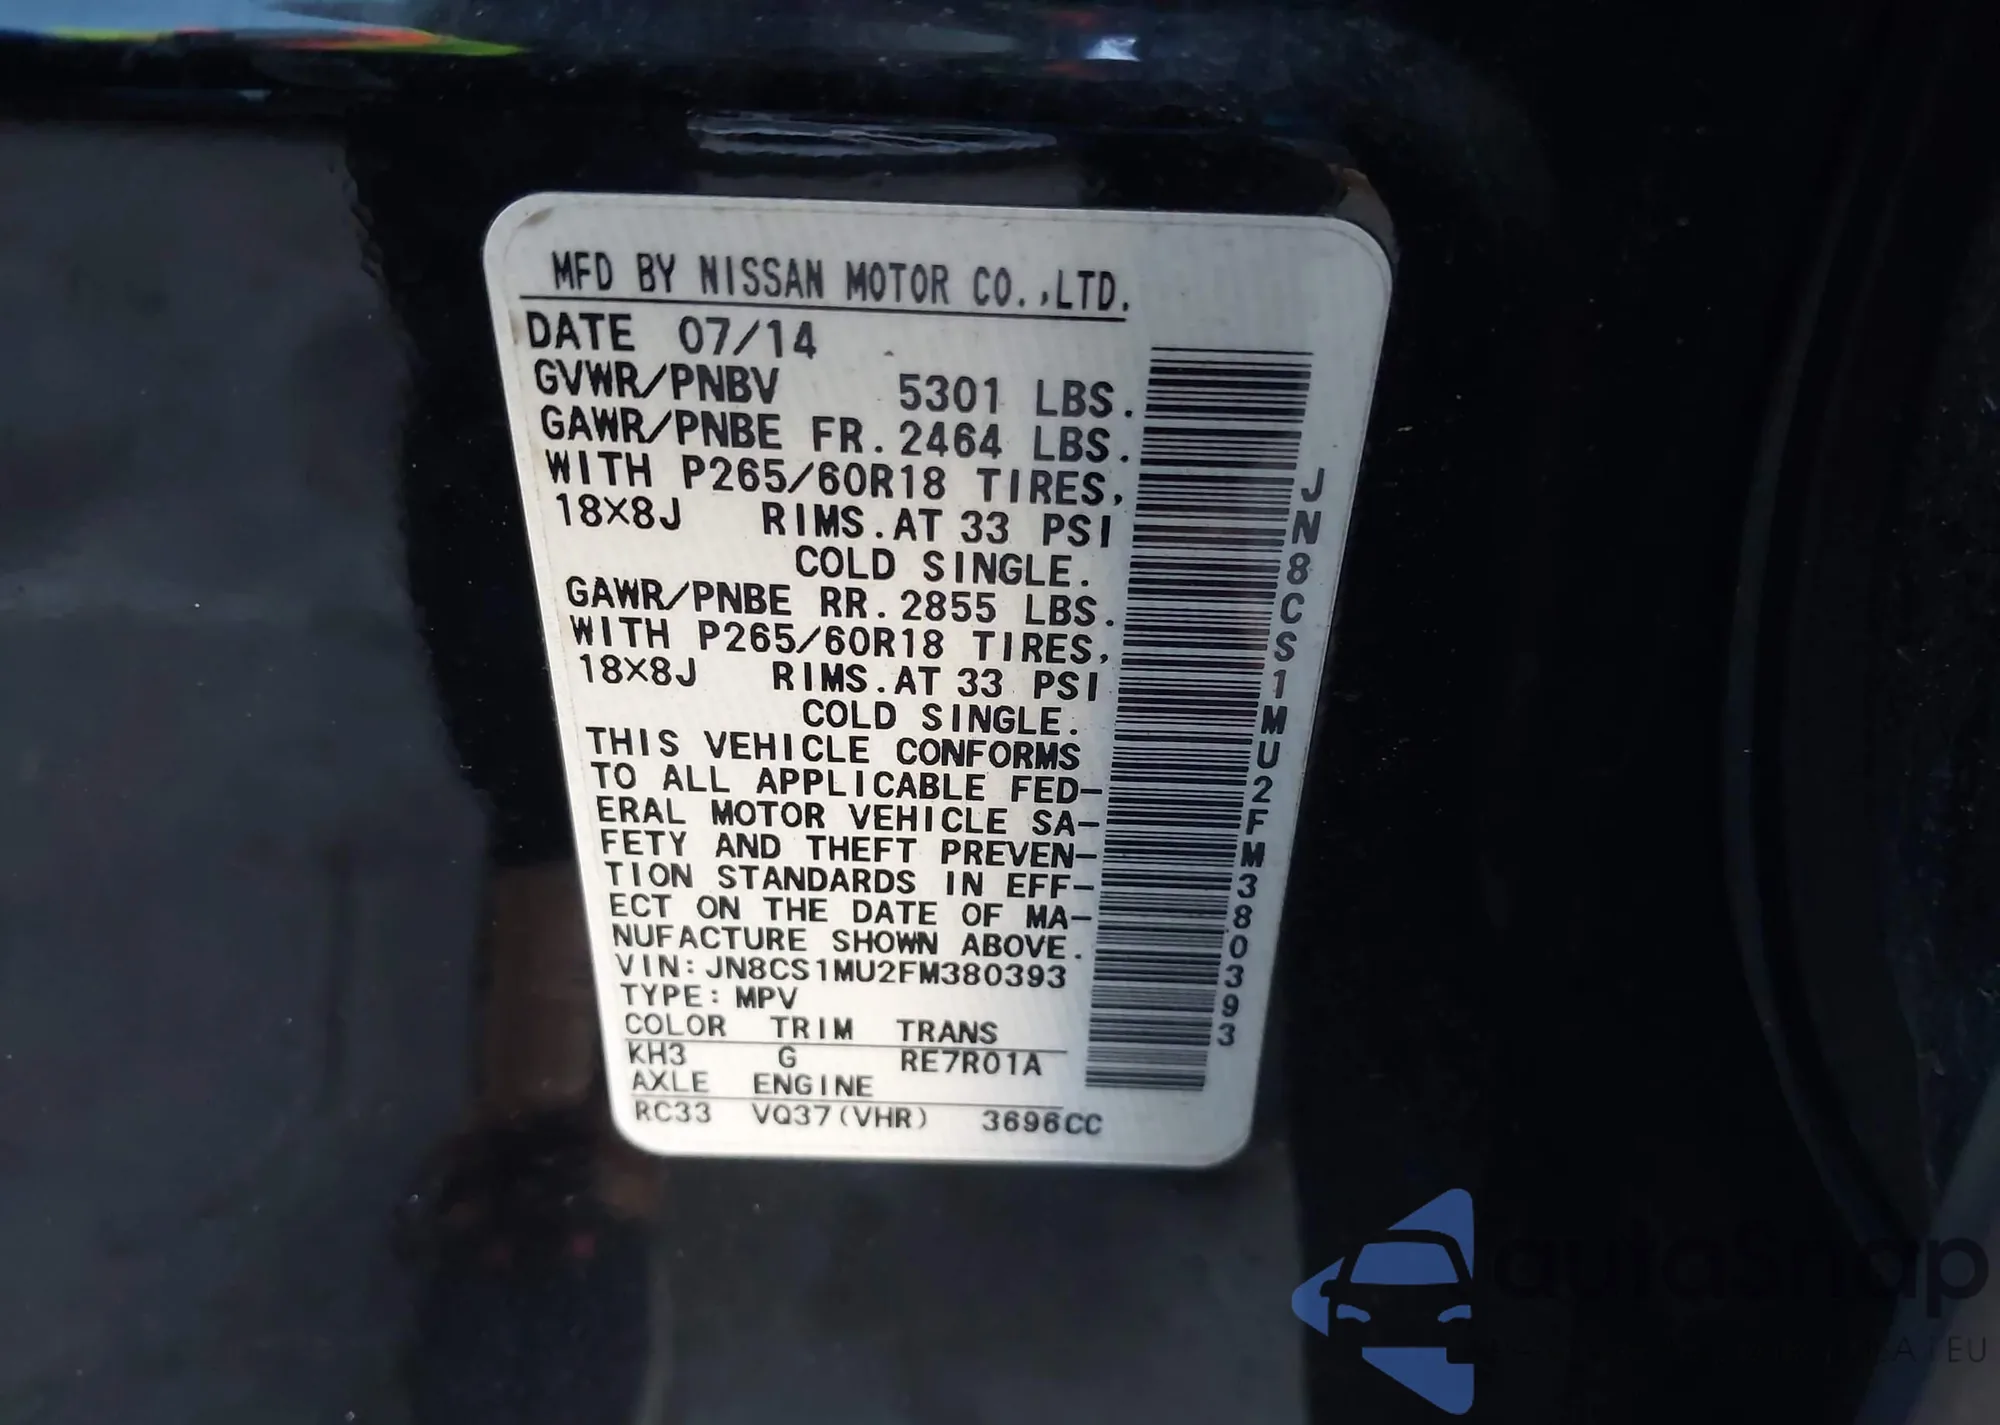 MFD BY NISSAN MOTOR CO.,LTD.
DATE 07/14
GVWR/PNBV 5301 LBS.
GAWR/PNBE FR. 2464 LBS.
WITH P265/60R18 TIRES,
18X8J RIMS. AT 33 PSI
COLD SINGLE.
GAWR/PNBE RR. 2855 LBS.
WITH P265/60R18 TIRES,
18X8J RIMS. AT 33 PSI
COLD SINGLE.
THIS VEHICLE CONFORMS
TO ALL APPLICABLE FED-
ERAL MOTOR VEHICLE SA-
FETY AND THEFT PREVEN-
TION STANDARDS IN EFF-
ECT ON THE DATE OF MA-
NUFACTURE SHOWN ABOVE.
VIN: JN8CS1MU2FM380393
TYPE: MPV
COLOR TRIM TRANS
KH3 G RE7R01A
AXLE ENGINE
RC33 VQ37(VHR) 3696CC
JN8CS1MU2FM380393
autosnap